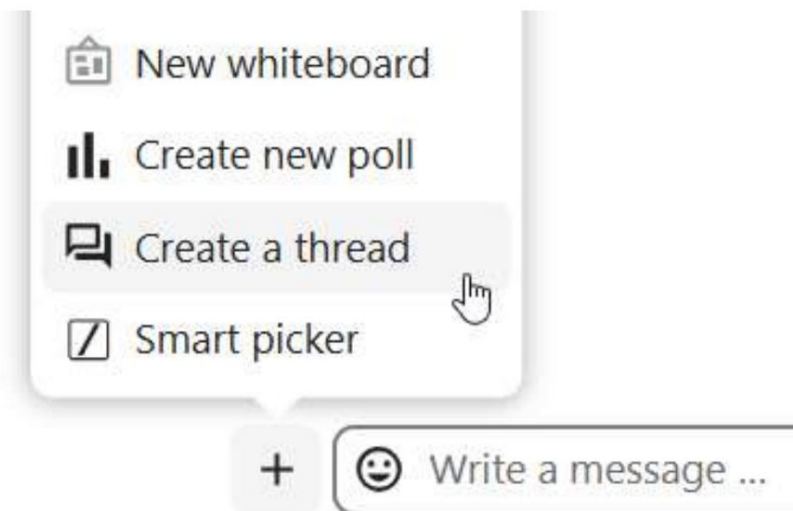 New whiteboard
Create new poll
Create a thread
Smart picker
Write a message ...